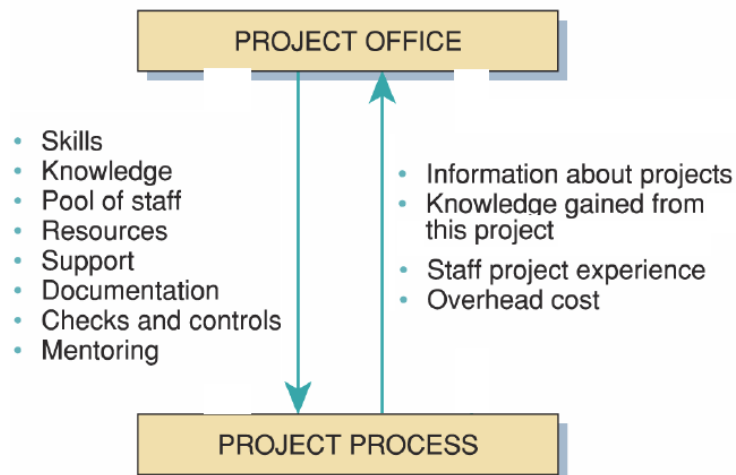 PROJECT OFFICE
• Skills
• Knowledge
• Pool of staff
• Resources
• Support
• Documentation
• Checks and controls
• Mentoring
• Information about projects
• Knowledge gained from
this project
• Staff project experience
• Overhead cost
PROJECT PROCESS